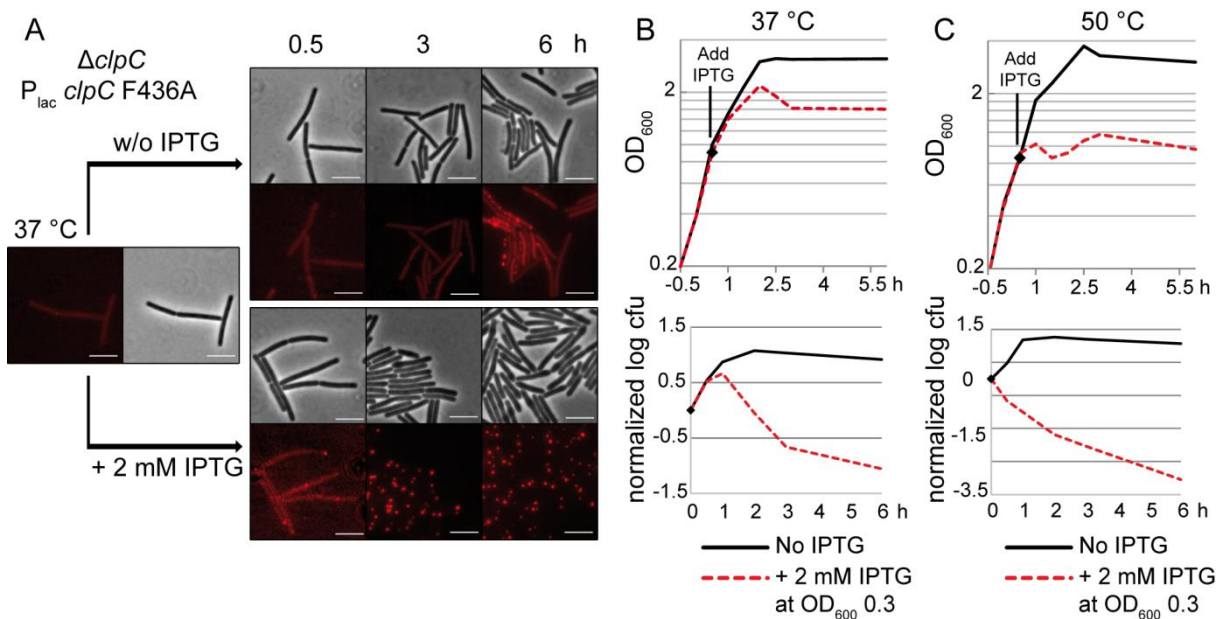 A
0.5 3 6 h
ΔclpC
P_lac clpC F436A
w/o IPTG
37 °C
+ 2 mM IPTG
B
37 °C
Add
IPTG
2
OD600
0.2
-0.5 1 2.5 5.5 h
normalized log cfu
1.5
0.5
-0.5
-1.5
0 1 2 3 4 5 6 h
No IPTG
+ 2 mM IPTG
at OD600 0.3
C
50 °C
Add
IPTG
2
OD600
0.2
-0.5 1 2.5 5.5 h
normalized log cfu
1.5
0
-1.5
-3.5
0 1 2 3 4 5 6 h
No IPTG
+ 2 mM IPTG
at OD600 0.3